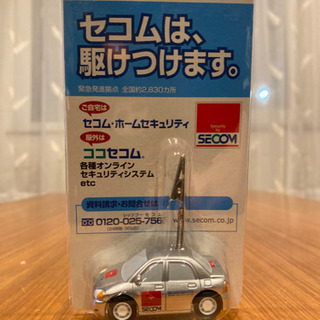 セコムは、
駆けつけます。
緊急発進拠点 全国約2,830カ所
ご自宅は
セコム・ホームセキュリティ
屋外は
ココセコム®
各種オンライン
セキュリティシステム
etc
SECOM
資料請求・お問合せは
0120-025-756
www.secom.co.jp